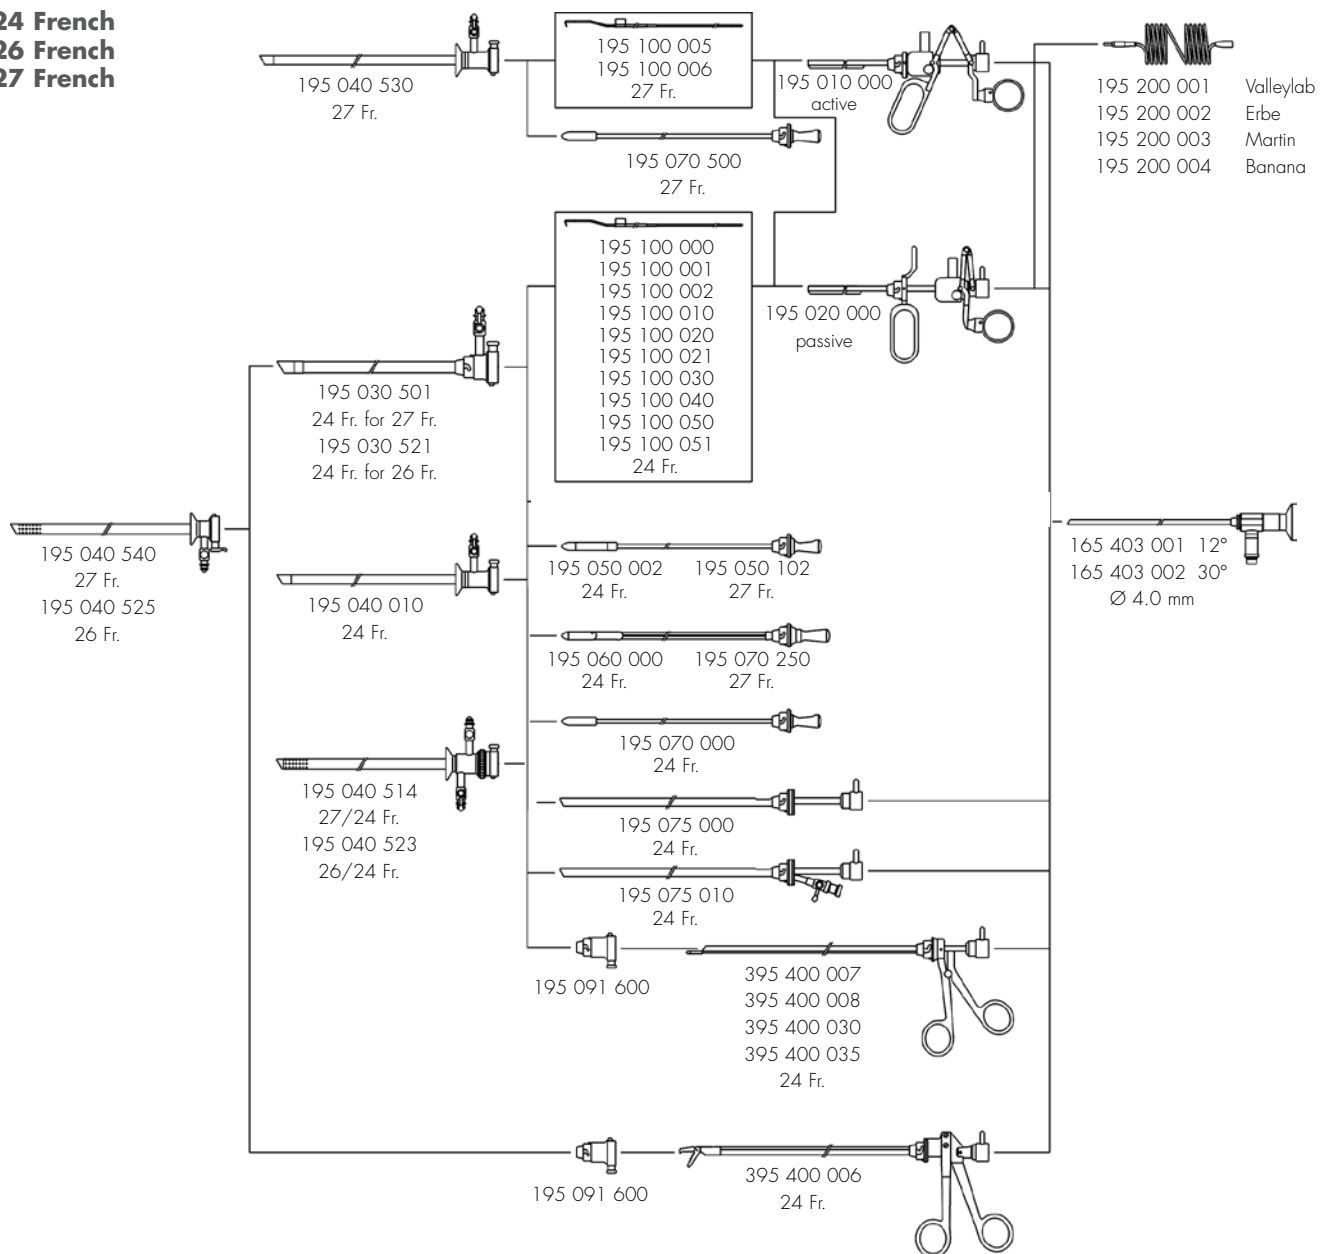 24 French
26 French
27 French
195 040 530
27 Fr.
195 100 005
195 100 006
27 Fr.
195 010 000
active
195 200 001 Valleylab
195 200 002 Erbe
195 200 003 Martin
195 200 004 Banana
195 070 500
27 Fr.
195 100 000
195 100 001
195 100 002
195 100 010
195 100 020
195 100 021
195 100 030
195 100 040
195 100 050
195 100 051
24 Fr.
195 020 000
passive
195 030 501
24 Fr. for 27 Fr.
195 030 521
24 Fr. for 26 Fr.
195 040 540
27 Fr.
195 040 525
26 Fr.
195 040 010
24 Fr.
195 050 002 195 050 102
24 Fr. 27 Fr.
165 403 001 12°
165 403 002 30°
Ø 4.0 mm
195 060 000 195 070 250
24 Fr. 27 Fr.
195 070 000
24 Fr.
195 040 514
27/24 Fr.
195 040 523
26/24 Fr.
195 075 000
24 Fr.
195 075 010
24 Fr.
195 091 600
395 400 007
395 400 008
395 400 030
395 400 035
24 Fr.
195 091 600
395 400 006
24 Fr.